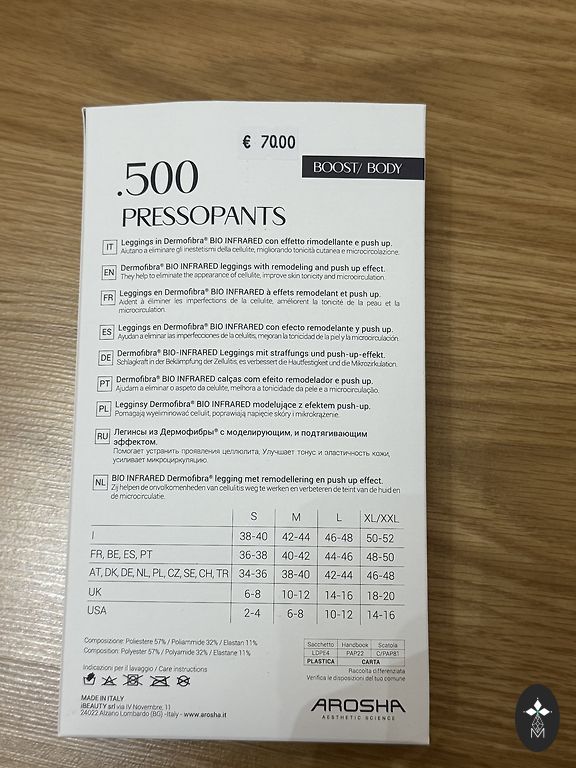 € 70.00
BOOST/ BODY
.500
PRESSOPANTS
IT Leggings in Dermofibra® BIO INFRARED con effetto rimodellante e push up.
Aiutano a eliminare gli inestetismi della cellulite, migliorando tonicità cutanea e microcircolazione.
EN Dermofibra® BIO INFRARED leggings with remodeling and push up effect.
They help to eliminate the appearance of cellulite, improve skin tonicity and microcirculation.
FR Leggings en Dermofibra® BIO INFRARED à effets remodelant et push up.
Aident à éliminer les imperfections de la cellulite, améliorent la tonicité de la peau et la
microcirculation.
ES Leggings en Dermofibra® BIO INFRARED con efecto remodelante y push up.
Ayudan a eliminar las imperfecciones de la celulitis, mejoran la tonicidad de la piel y la microcirculación.
DE Dermofibra® BIO-INFRARED Leggings mit straffungs und push-up-effekt.
Schlagkraft in der Bekämpfung der Zellulitis, es verbessert die Hautfestigkeit und die Mikrozirkulation.
PT Dermofibra® BIO INFRARED calças com efeito remodelador e push up.
Ajudam a eliminar o aspeto da celulite, melhora a tonicidade da pele e a microcirculação.
PL Legginsy Dermofibra® BIO INFRARED modelujące z efektem push-up.
Pomagają wyeliminować cellulit, poprawiają napięcie skóry i mikrokrążenie.
RU Легинсы из Дермофибры® с моделирующим, и подтягивающим
эффектом.
Помогает устранить проявления целлюлита, Улучшает тонус и эластичность кожи,
усиливает микроциркуляцию.
NL BIO INFRARED Dermofibra® legging met remodellering en push up effect.
Zij helpen de onvolkomenheden van cellulitis weg te werken en verbeteren de teint van de huid en
de microcirculatie.
S M L XL/XXL
I 38-40 42-44 46-48 50-52
FR, BE, ES, PT 36-38 40-42 44-46 48-50
AT, DK, DE, NL, PL, CZ, SE, CH, TR 34-36 38-40 42-44 46-48
UK 6-8 10-12 14-16 18-20
USA 2-4 6-8 10-12 14-16
Composizione: Poliestere 57% / Poliammide 32% / Elastan 11%
Composition: Polyester 57% / Polyamide 32% / Elastane 11%
Sacchetto Handbook Scatola
LDPE4 PAP22 C/PAP81
PLASTICA CARTA
Raccolta differenziata
Verifica le disposizioni del tuo comune
Indicazioni per il lavaggio / Care instructions
MADE IN ITALY
iBEAUTY srl via IV Novembre, 11
24022 Alzano Lombardo (BG) -Italy - www.arosha.it
AROSHA
AESTHETIC SCIENCE
M